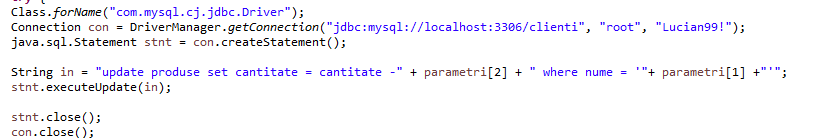 Class.forName("com.mysql.cj.jdbc.Driver");
Connection con = DriverManager.getConnection("jdbc:mysql://localhost:3306/clienti", "root", "Lucian99!");
java.sql.Statement stnt = con.createStatement();
String in = "update produse set cantitate = cantitate -" + parametri[2] + " where nume = '"+ parametri[1] +"'";
stnt.executeUpdate(in);
stnt.close();
con.close();